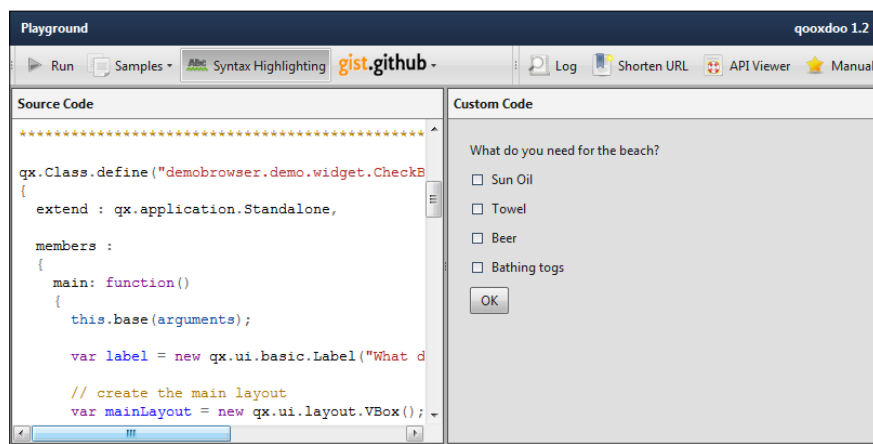 Playground
qooxdoo 1.2
Run
Samples
Abc Syntax Highlighting
gist.github
Log
Shorten URL
API Viewer
Manual
Source Code
Custom Code
***********************************************
qx.Class.define("demobrowser.demo.widget.CheckB
{
extend : qx.application.Standalone,
members :
{
main: function()
{
this.base(arguments);
var label = new qx.ui.basic.Label("What d
// create the main layout
var mainLayout = new qx.ui.layout.VBox();
What do you need for the beach?
Sun Oil
Towel
Beer
Bathing togs
OK